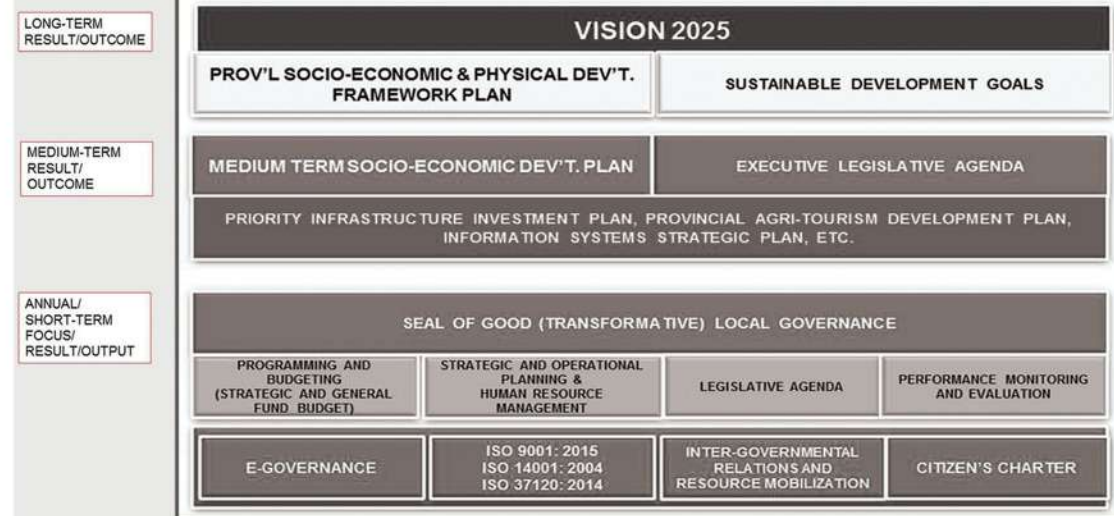 LONG-TERM
RESULT/OUTCOME
VISION 2025
PROV'L SOCIO-ECONOMIC & PHYSICAL DEV'T.
FRAMEWORK PLAN
SUSTAINABLE DEVELOPMENT GOALS
MEDIUM-TERM
RESULT/
OUTCOME
MEDIUM TERM SOCIO-ECONOMIC DEV'T. PLAN
EXECUTIVE LEGISLATIVE AGENDA
PRIORITY INFRASTRUCTURE INVESTMENT PLAN, PROVINCIAL AGRI-TOURISM DEVELOPMENT PLAN,
INFORMATION SYSTEMS STRATEGIC PLAN, ETC.
ANNUAL/
SHORT-TERM
FOCUS/
RESULT/OUTPUT
SEAL OF GOOD (TRANSFORMATIVE) LOCAL GOVERNANCE
PROGRAMMING AND
BUDGETING
(STRATEGIC AND GENERAL
FUND BUDGET)
STRATEGIC AND OPERATIONAL
PLANNING &
HUMAN RESOURCE
MANAGEMENT
LEGISLATIVE AGENDA
PERFORMANCE MONITORING
AND EVALUATION
E-GOVERNANCE
ISO 9001: 2015
ISO 14001: 2004
ISO 37120: 2014
INTER-GOVERNMENTAL
RELATIONS AND
RESOURCE MOBILIZATION
CITIZEN'S CHARTER